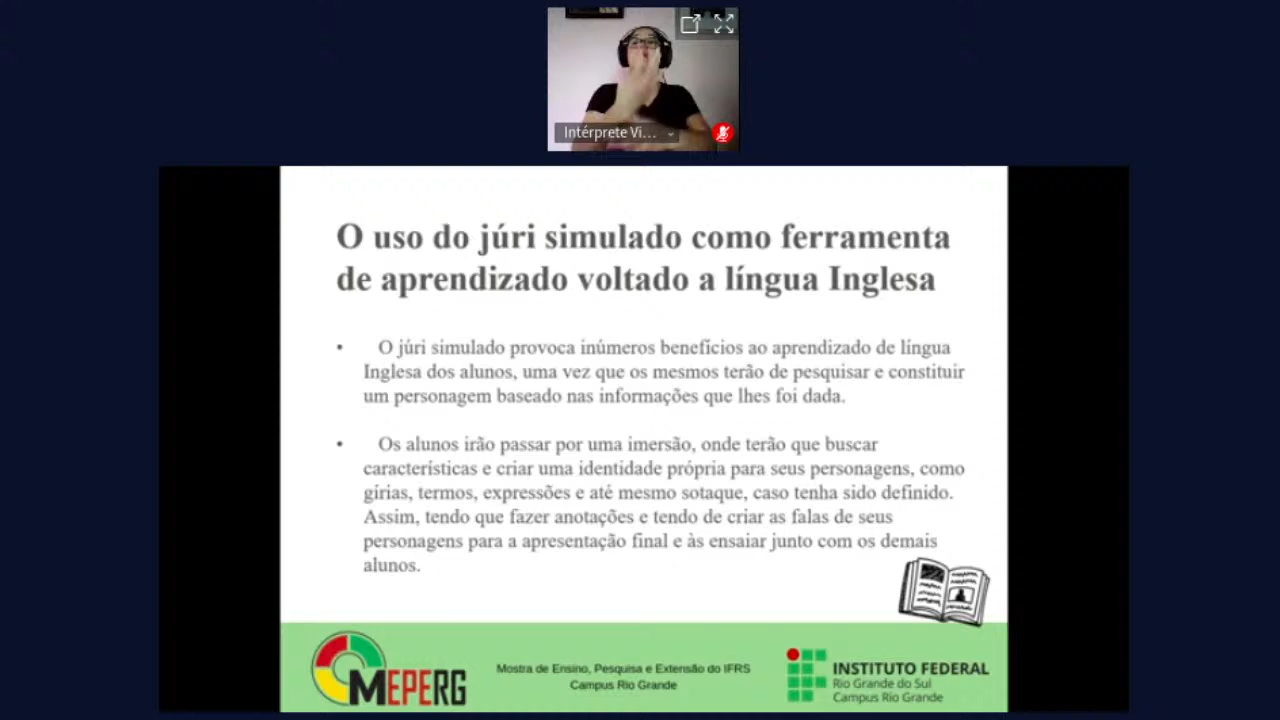 Intérprete Vi...
O uso do júri simulado como ferramenta
de aprendizado voltado a língua Inglesa
• O júri simulado provoca inúmeros benefícios ao aprendizado de língua
Inglesa dos alunos, uma vez que os mesmos terão de pesquisar e constituir
um personagem baseado nas informações que lhes foi dada.
• Os alunos irão passar por uma imersão, onde terão que buscar
características e criar uma identidade própria para seus personagens, como
gírias, termos, expressões e até mesmo sotaque, caso tenha sido definido.
Assim, tendo que fazer anotações e tendo de criar as falas de seus
personagens para a apresentação final e às ensaiar junto com os demais
alunos.
MEPERG
Mostra de Ensino, Pesquisa e Extensão do IFRS
Campus Rio Grande
INSTITUTO FEDERAL
Rio Grande do Sul
Campus Rio Grande